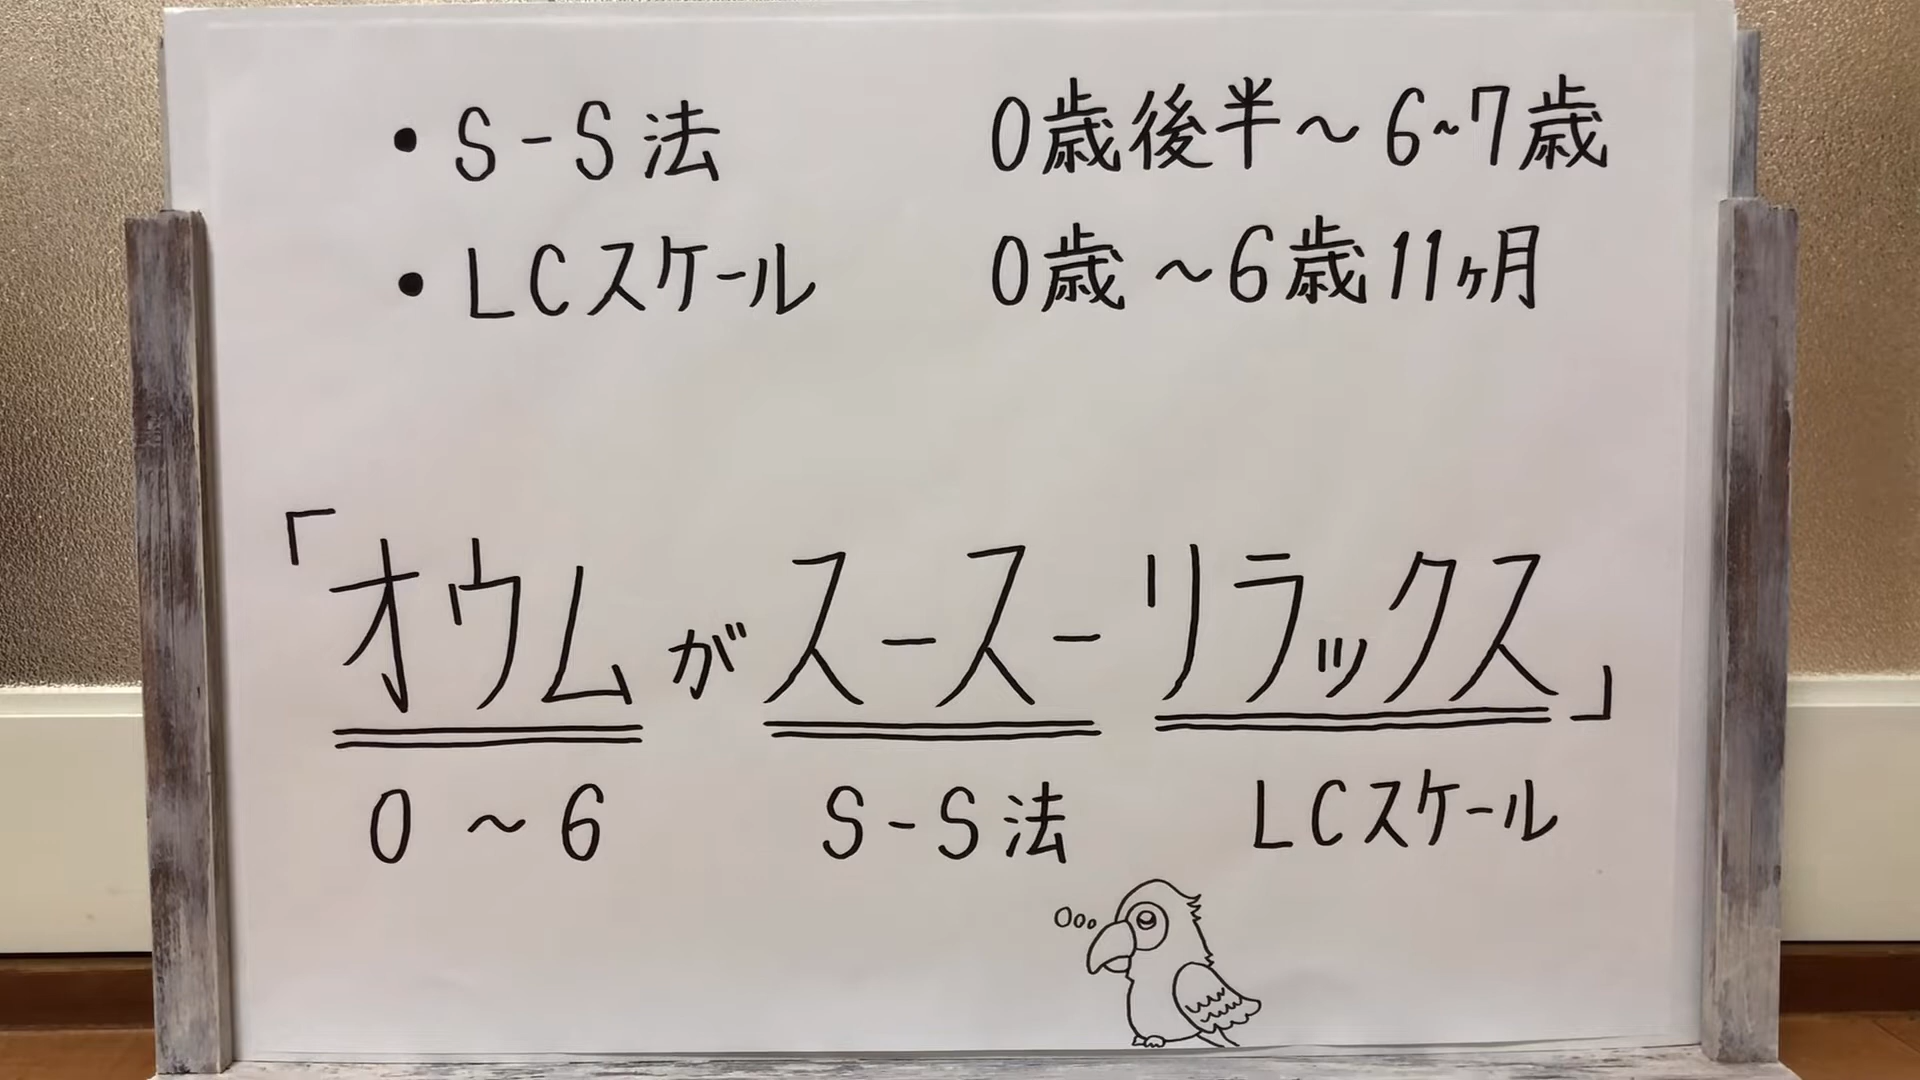 ・S-S法 0歳後半～6~7歳
・LCスケール 0歳～6歳11ヶ月
「オウムがスースーリラックス」
0～6 S-S法 LCスケール